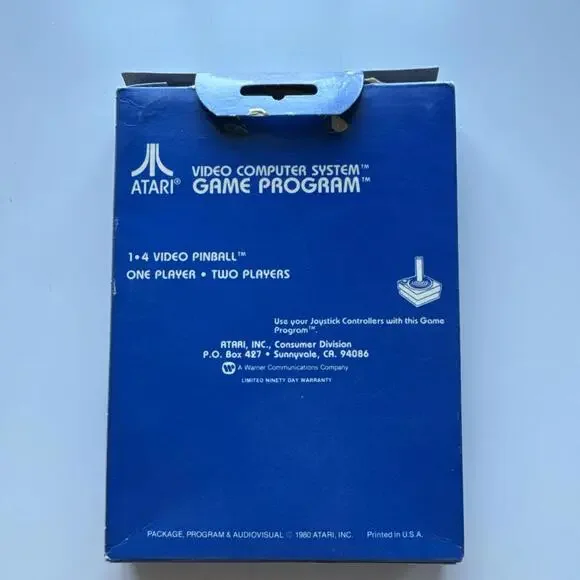 ATARI®
VIDEO COMPUTER SYSTEM™
GAME PROGRAM™
1•4 VIDEO PINBALL™
ONE PLAYER • TWO PLAYERS
Use your Joystick Controllers with this Game
Program™.
ATARI, INC., Consumer Division
P.O. Box 427 • Sunnyvale, CA. 94086
A Warner Communications Company
LIMITED NINETY DAY WARRANTY
PACKAGE, PROGRAM & AUDIOVISUAL © 1980 ATARI, INC. Printed in U.S.A.